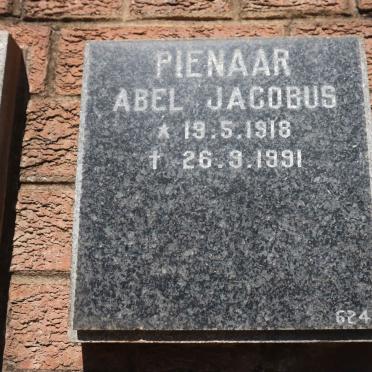 PIENAAR
ABEL JACOBUS
* 19.5.1918
† 26.9.1991
624